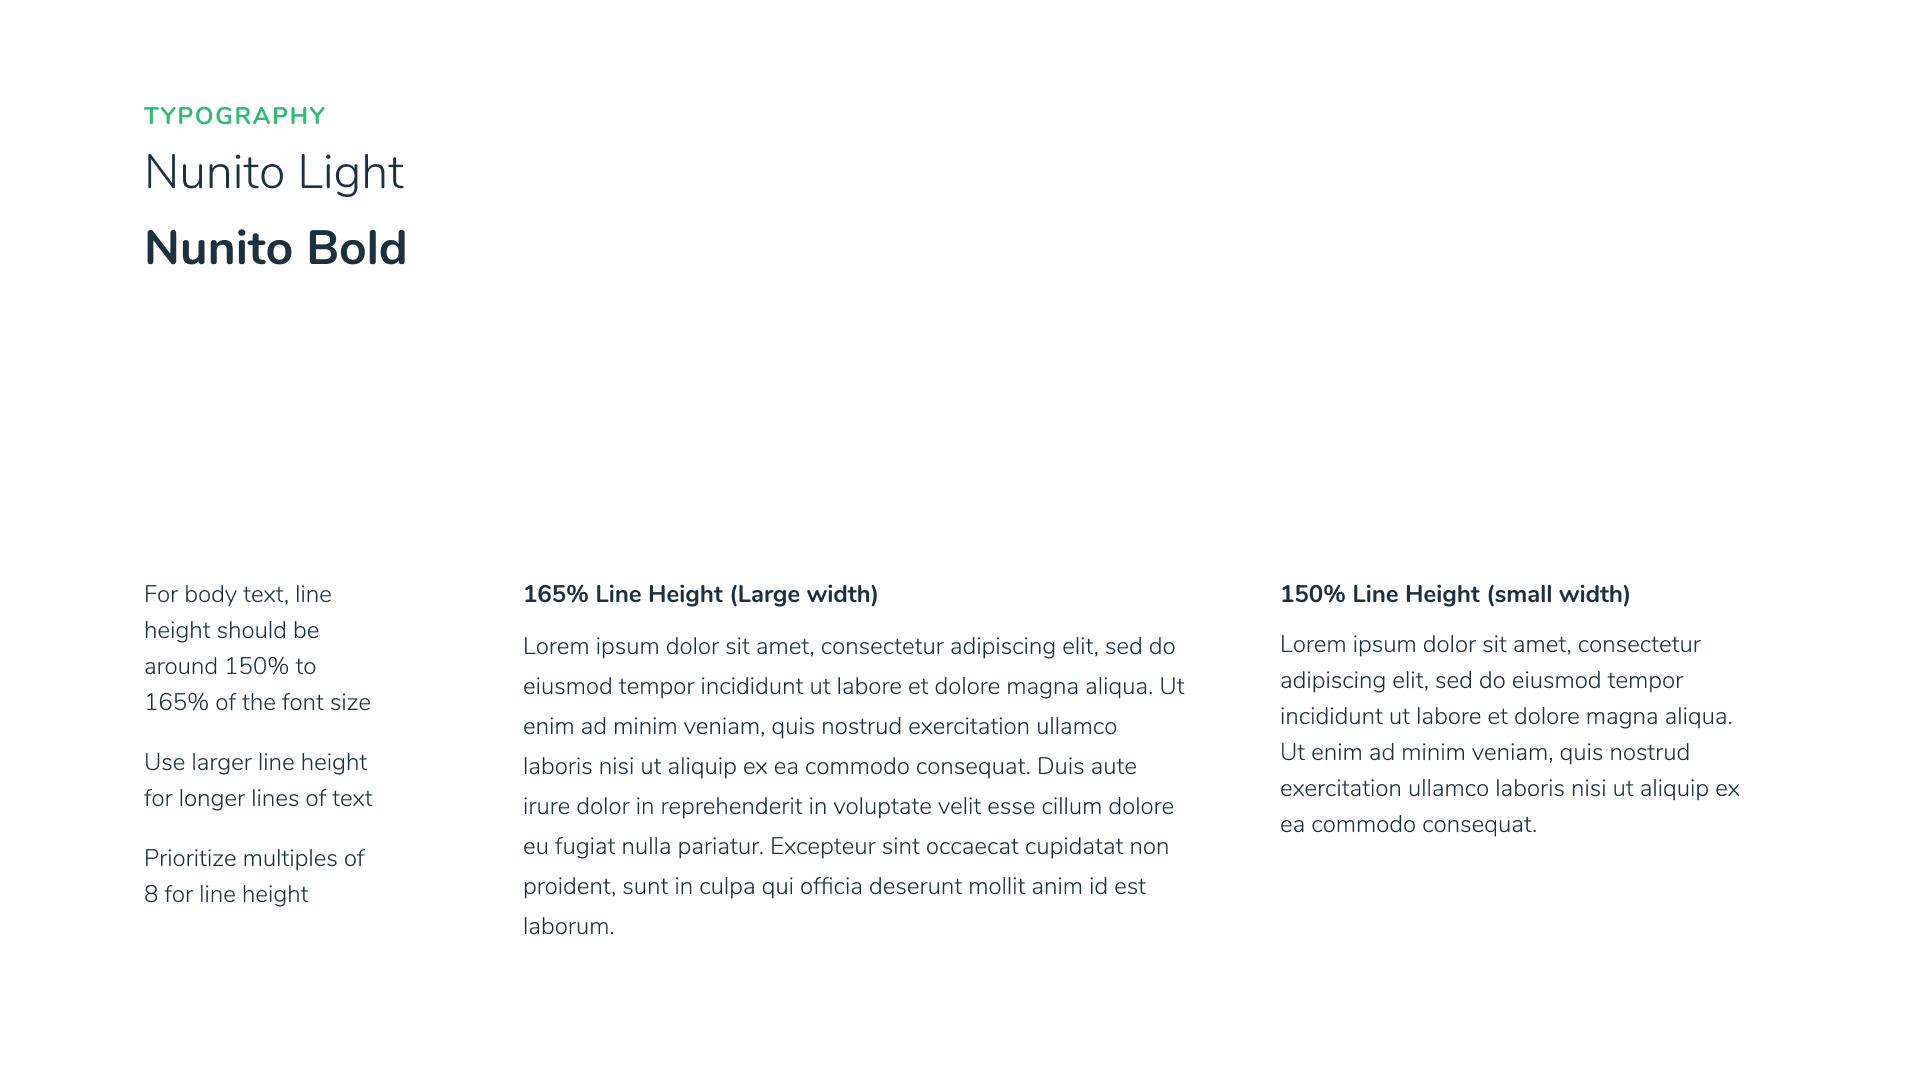 TYPOGRAPHY
Nunito Light
Nunito Bold
For body text, line
height should be
around 150% to
165% of the font size
Use larger line height
for longer lines of text
Prioritize multiples of
8 for line height
165% Line Height (Large width)
Lorem ipsum dolor sit amet, consectetur adipiscing elit, sed do
eiusmod tempor incididunt ut labore et dolore magna aliqua. Ut
enim ad minim veniam, quis nostrud exercitation ullamco
laboris nisi ut aliquip ex ea commodo consequat. Duis aute
irure dolor in reprehenderit in voluptate velit esse cillum dolore
eu fugiat nulla pariatur. Excepteur sint occaecat cupidatat non
proident, sunt in culpa qui officia deserunt mollit anim id est
laborum.
150% Line Height (small width)
Lorem ipsum dolor sit amet, consectetur
adipiscing elit, sed do eiusmod tempor
incididunt ut labore et dolore magna aliqua.
Ut enim ad minim veniam, quis nostrud
exercitation ullamco laboris nisi ut aliquip ex
ea commodo consequat.